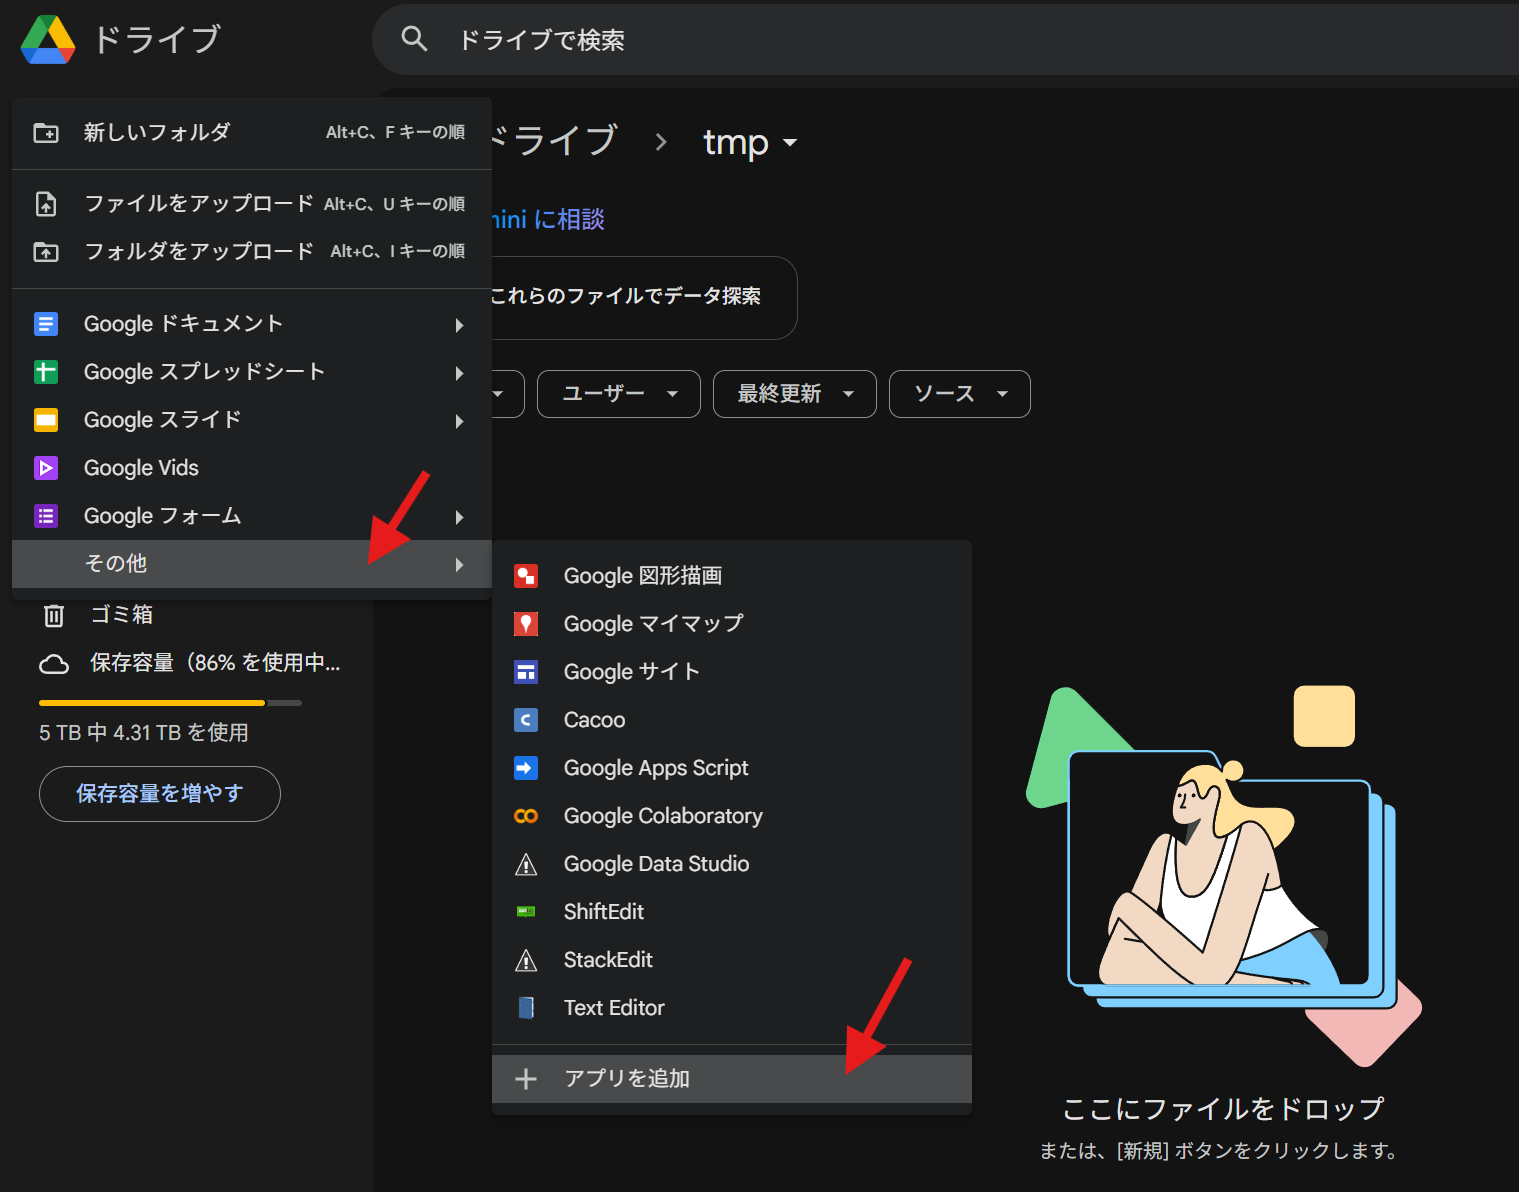 ドライブ
ドライブで検索
新しいフォルダ Alt+C、F キーの順
ファイルをアップロード Alt+C、U キーの順
フォルダをアップロード Alt+C、I キーの順
Google ドキュメント
Google スプレッドシート
Google スライド
Google Vids
Google フォーム
その他
ゴミ箱
保存容量（86% を使用中...
5 TB 中 4.31 TB を使用
保存容量を増やす
ドライブ > tmp
mini に相談
これらのファイルでデータ探索
ユーザー 最終更新 ソース
Google 図形描画
Google マイマップ
Google サイト
Cacoo
Google Apps Script
Google Colaboratory
Google Data Studio
ShiftEdit
StackEdit
Text Editor
アプリを追加
ここにファイルをドロップ
または、[新規] ボタンをクリックします。